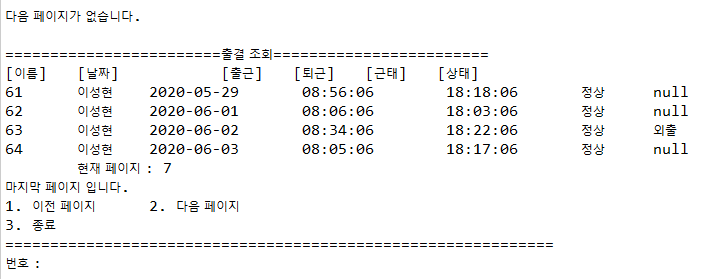 다음 페이지가 없습니다.
========================출결 조회========================
[이름] [날짜] [출근] [퇴근] [근태] [상태]
61 이성현 2020-05-29 08:56:06 18:18:06 정상 null
62 이성현 2020-06-01 08:06:06 18:03:06 정상 null
63 이성현 2020-06-02 08:34:06 18:22:06 정상 외출
64 이성현 2020-06-03 08:05:06 18:17:06 정상 null
현재 페이지 : 7
마지막 페이지 입니다.
1. 이전 페이지 2. 다음 페이지
3. 종료
=============================================================
번호 :